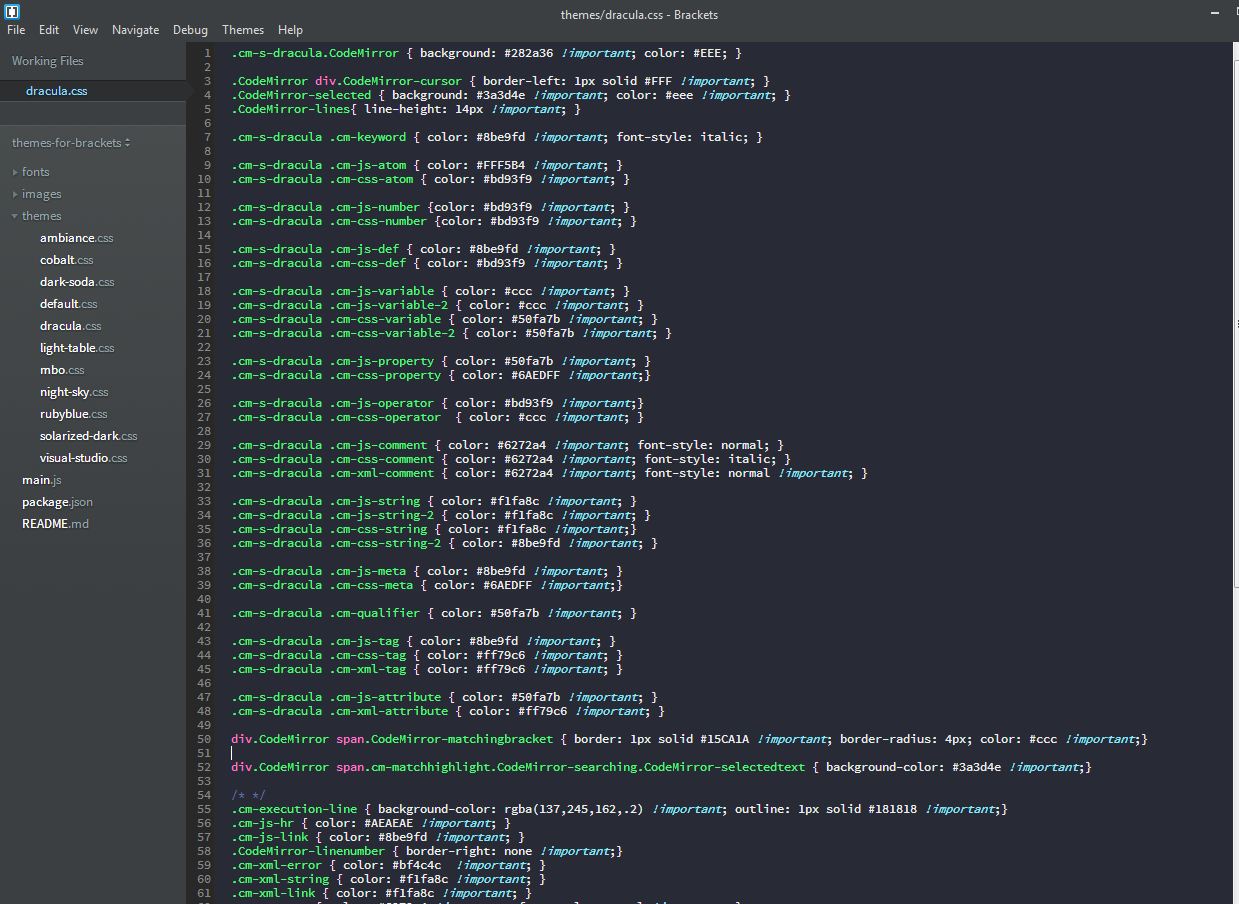 themes/dracula.css - Brackets
File Edit View Navigate Debug Themes Help
Working Files
dracula.css
themes-for-brackets
fonts
images
themes
ambiance.css
cobalt.css
dark-soda.css
default.css
dracula.css
light-table.css
mbo.css
night-sky.css
rubyblue.css
solarized-dark.css
visual-studio.css
main.js
package.json
README.md
1 .cm-s-dracula.CodeMirror { background: #282a36 !important; color: #EEE; }
2
3 .CodeMirror div.CodeMirror-cursor { border-left: 1px solid #FFF !important; }
4 .CodeMirror-selected { background: #3a3d4e !important; color: #eee !important; }
5 .CodeMirror-lines{ line-height: 14px !important; }
6
7 .cm-s-dracula .cm-keyword { color: #8be9fd !important; font-style: italic; }
8
9 .cm-s-dracula .cm-js-atom { color: #FFF5B4 !important; }
10 .cm-s-dracula .cm-css-atom { color: #bd93f9 !important; }
11
12 .cm-s-dracula .cm-js-number {color: #bd93f9 !important; }
13 .cm-s-dracula .cm-css-number {color: #bd93f9 !important; }
14
15 .cm-s-dracula .cm-js-def { color: #8be9fd !important; }
16 .cm-s-dracula .cm-css-def { color: #bd93f9 !important; }
17
18 .cm-s-dracula .cm-js-variable { color: #ccc !important; }
19 .cm-s-dracula .cm-js-variable-2 { color: #ccc !important; }
20 .cm-s-dracula .cm-css-variable { color: #50fa7b !important; }
21 .cm-s-dracula .cm-css-variable-2 { color: #50fa7b !important; }
22
23 .cm-s-dracula .cm-js-property { color: #50fa7b !important; }
24 .cm-s-dracula .cm-css-property { color: #6AEDFF !important;}
25
26 .cm-s-dracula .cm-js-operator { color: #bd93f9 !important;}
27 .cm-s-dracula .cm-css-operator  { color: #ccc !important; }
28
29 .cm-s-dracula .cm-js-comment { color: #6272a4 !important; font-style: normal; }
30 .cm-s-dracula .cm-css-comment { color: #6272a4 !important; font-style: italic; }
31 .cm-s-dracula .cm-xml-comment { color: #6272a4 !important; font-style: normal !important; }
32
33 .cm-s-dracula .cm-js-string { color: #f1fa8c !important; }
34 .cm-s-dracula .cm-js-string-2 { color: #f1fa8c !important; }
35 .cm-s-dracula .cm-css-string { color: #f1fa8c !important;}
36 .cm-s-dracula .cm-css-string-2 { color: #8be9fd !important; }
37
38 .cm-s-dracula .cm-js-meta { color: #8be9fd !important; }
39 .cm-s-dracula .cm-css-meta { color: #6AEDFF !important;}
40
41 .cm-s-dracula .cm-qualifier { color: #50fa7b !important; }
42
43 .cm-s-dracula .cm-js-tag { color: #8be9fd !important; }
44 .cm-s-dracula .cm-css-tag { color: #ff79c6 !important; }
45 .cm-s-dracula .cm-xml-tag { color: #ff79c6 !important; }
46
47 .cm-s-dracula .cm-js-attribute { color: #50fa7b !important; }
48 .cm-s-dracula .cm-xml-attribute { color: #ff79c6 !important; }
49
50 div.CodeMirror span.CodeMirror-matchingbracket { border: 1px solid #15CA1A !important; border-radius: 4px; color: #ccc !important;}
51
52 div.CodeMirror span.cm-matchhighlight.CodeMirror-searching.CodeMirror-selectedtext { background-color: #3a3d4e !important;}
53
54 /* */
55 .cm-execution-line { background-color: rgba(137,245,162,.2) !important; outline: 1px solid #181818 !important;}
56 .cm-js-hr { color: #AEAEAE !important; }
57 .cm-js-link { color: #8be9fd !important; }
58 .CodeMirror-linenumber { border-right: none !important;}
59 .cm-xml-error { color: #bf4c4c  !important; }
60 .cm-xml-string { color: #f1fa8c !important; }
61 .cm-xml-link { color: #f1fa8c !important; }